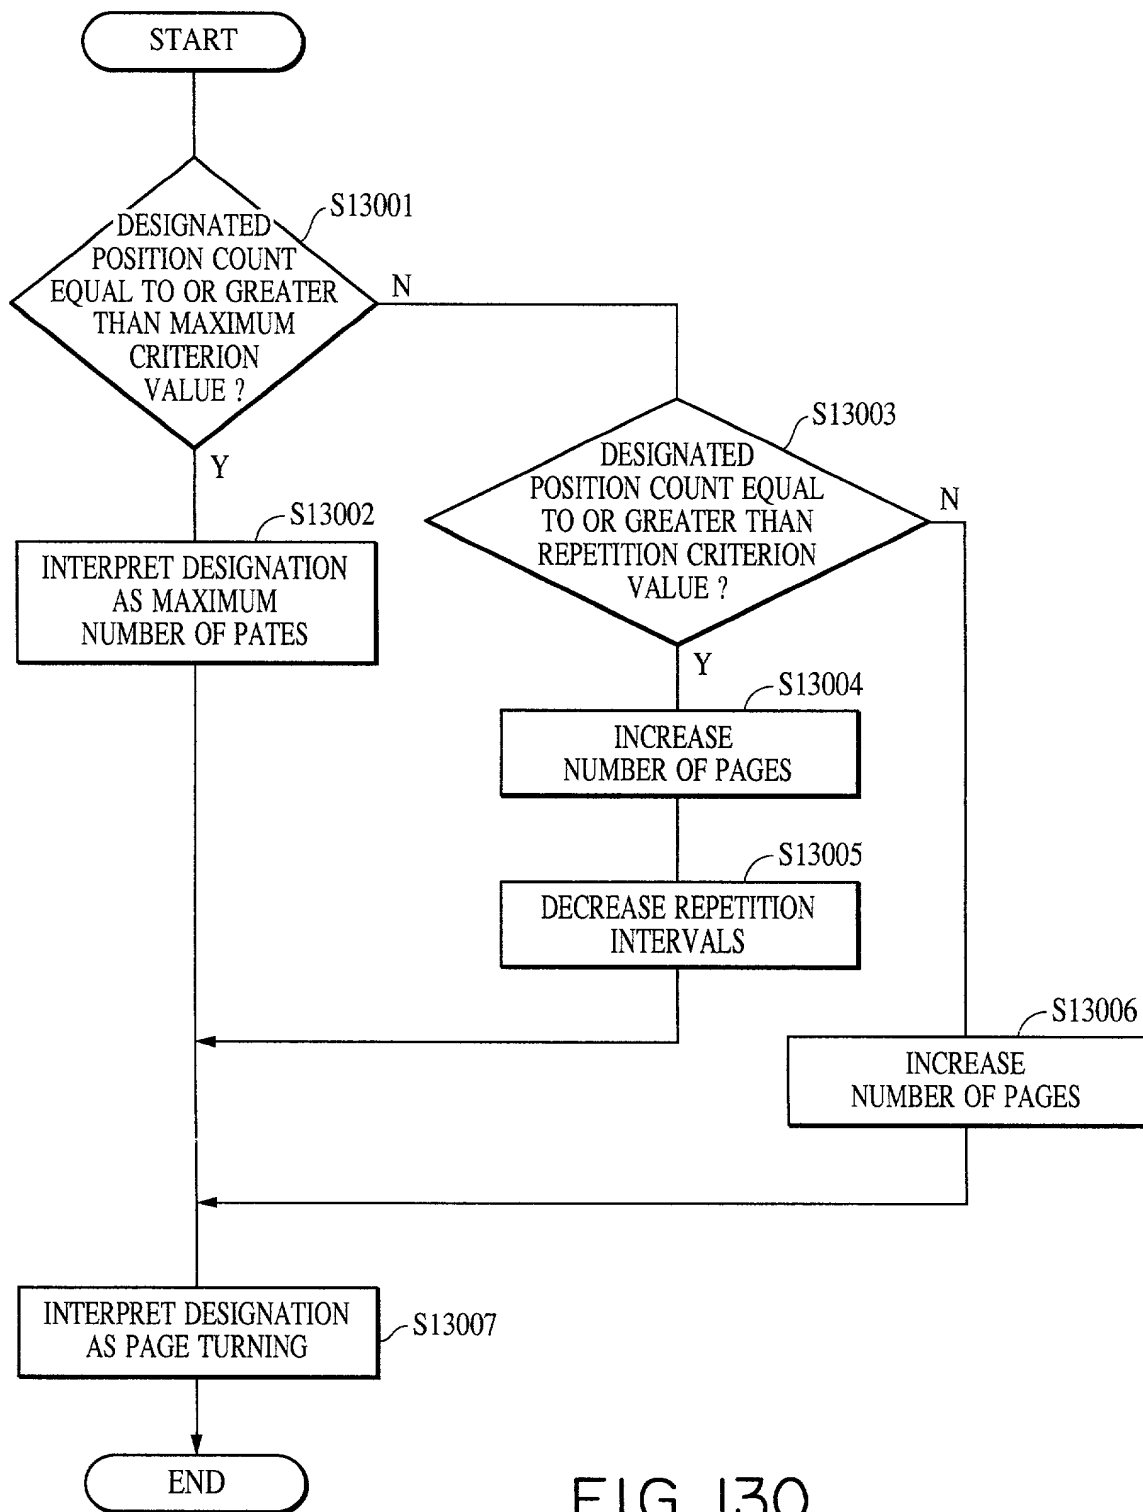 START
S13001
DESIGNATED
POSITION COUNT
EQUAL TO OR GREATER
THAN MAXIMUM
CRITERION
VALUE ?
N
Y
S13002
INTERPRET DESIGNATION
AS MAXIMUM
NUMBER OF PATES
S13003
DESIGNATED
POSITION COUNT EQUAL
TO OR GREATER THAN
REPETITION CRITERION
VALUE ?
N
Y
S13004
INCREASE
NUMBER OF PAGES
S13005
DECREASE REPETITION
INTERVALS
S13006
INCREASE
NUMBER OF PAGES
INTERPRET DESIGNATION
AS PAGE TURNING
S13007
END
FIG. 130